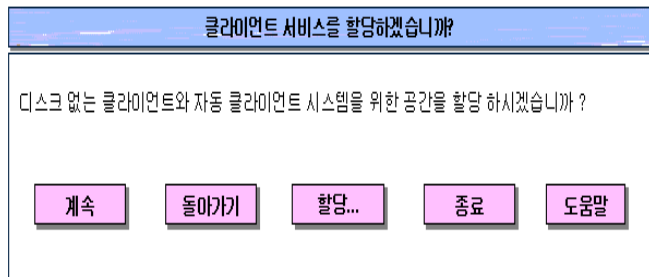 클라이언트 서비스를 할당하겠습니까?
디스크 없는 클라이언트와 자동 클라이언트 시스템을 위한 공간을 할당 하시겠습니까 ?
계속 돌아가기 할당... 종료 도움말